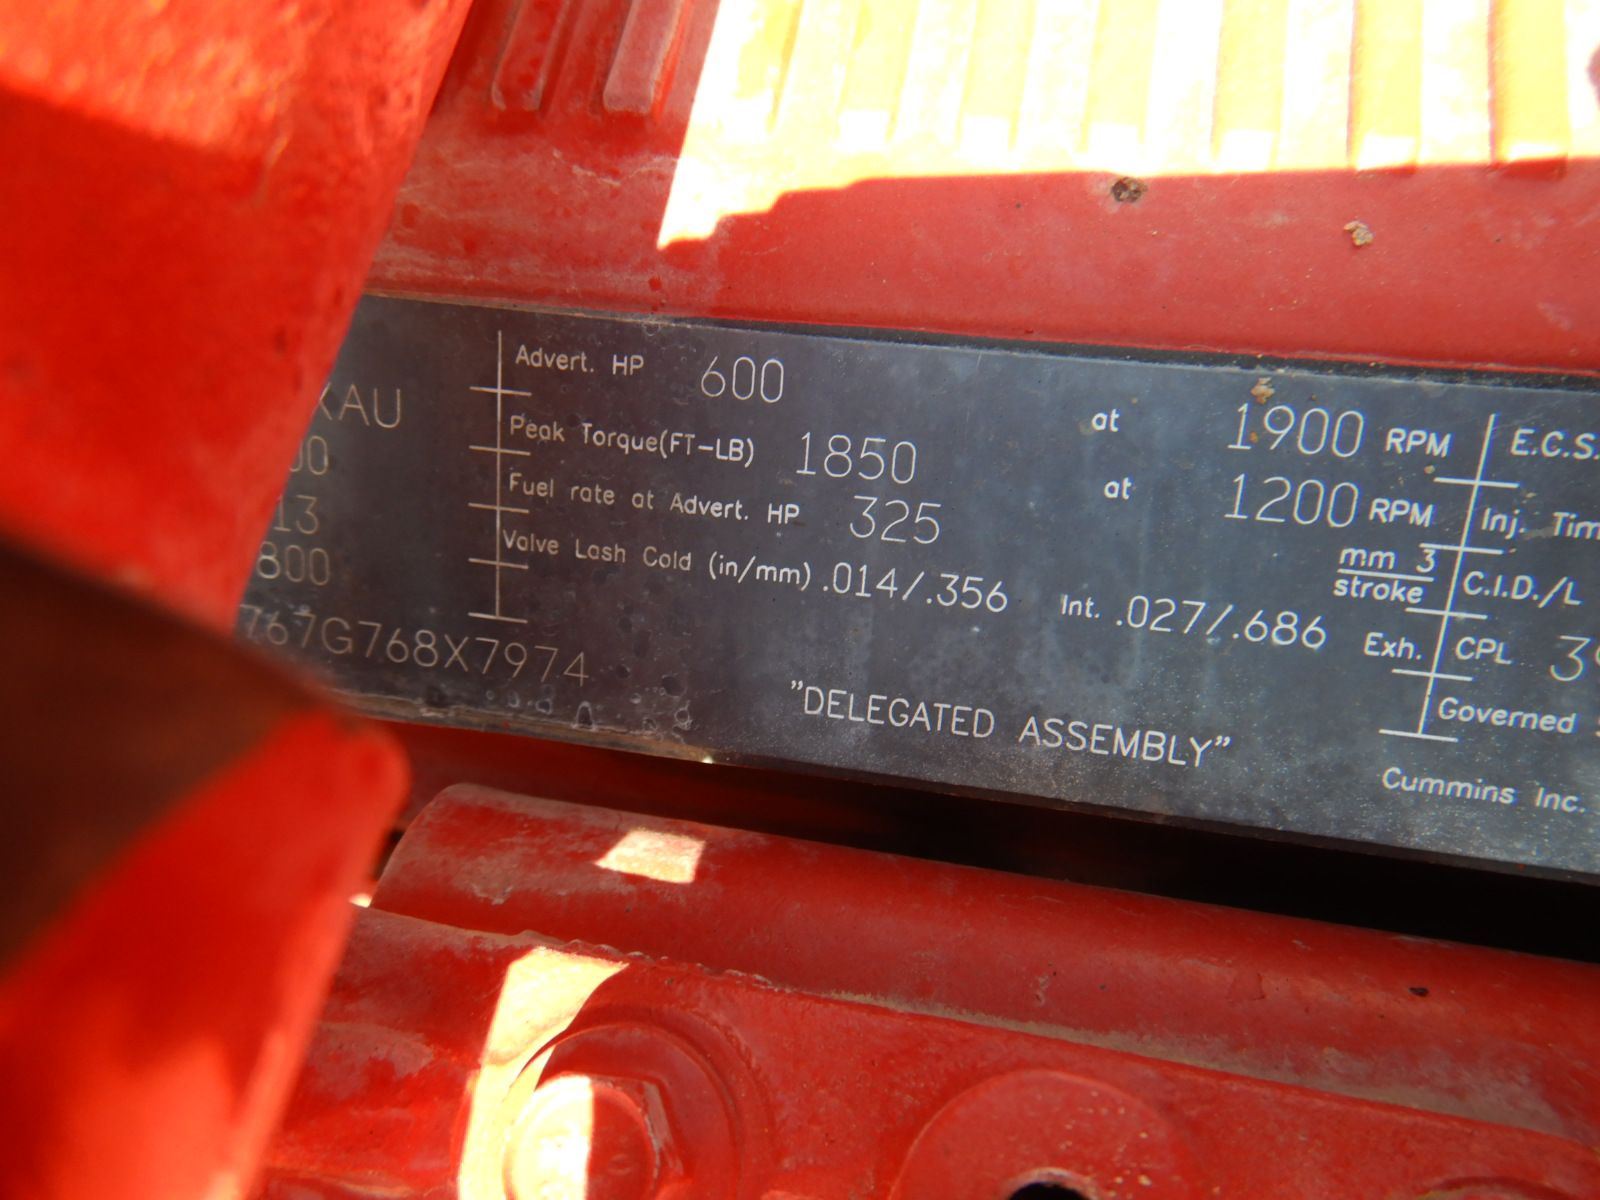 XAU
00
13
800
767G768X7974
Advert. HP 600 at 1900 RPM
Peak Torque(FT-LB) 1850 at 1200 RPM
Fuel rate at Advert. HP 325 mm 3
stroke
Valve Lash Cold (in/mm) .014/.356 Int. .027/.686 Exh.
"DELEGATED ASSEMBLY"
E.C.S.
Inj. Tim
C.I.D./L
CPL 3
Governed
Cummins Inc.